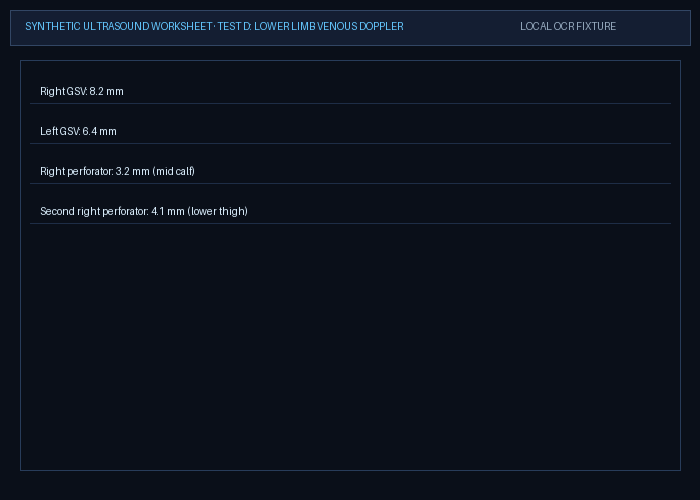 SYNTHETIC ULTRASOUND WORKSHEET · TEST D: LOWER LIMB VENOUS DOPPLER
LOCAL OCR FIXTURE
Right GSV: 8.2 mm
Left GSV: 6.4 mm
Right perforator: 3.2 mm (mid calf)
Second right perforator: 4.1 mm (lower thigh)